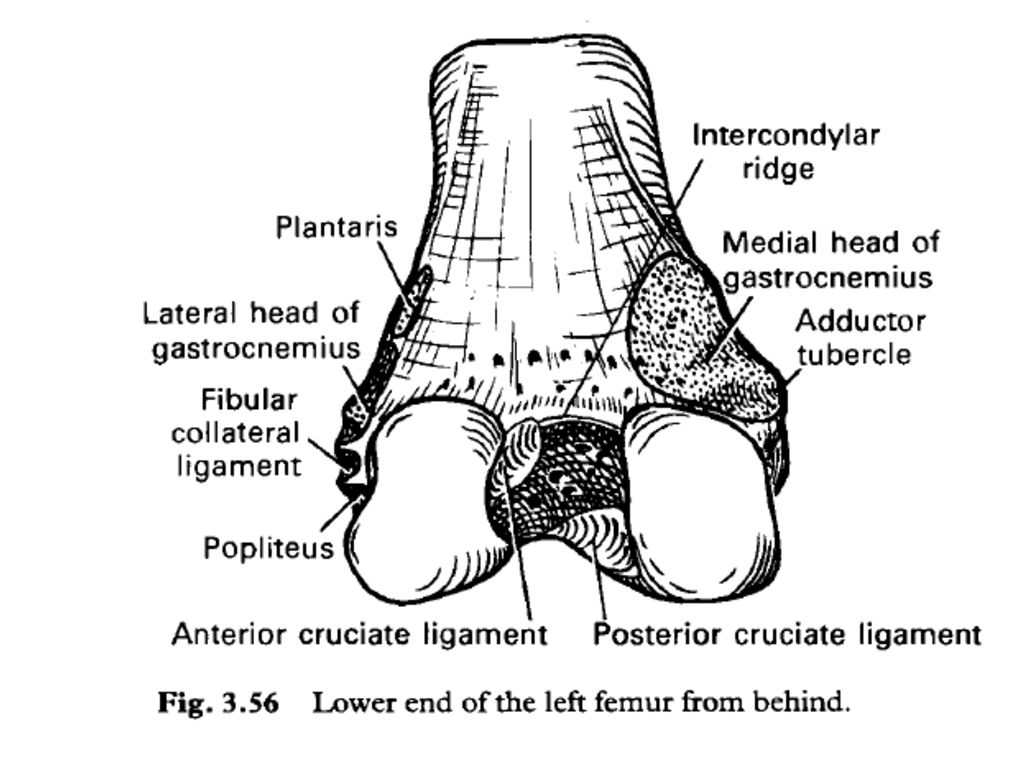 Intercondylar
ridge
Plantaris
Medial head of
gastrocnemius
Lateral head of
gastrocnemius
Adductor
tubercle
Fibular
collateral
ligament
Popliteus
Anterior cruciate ligament
Posterior cruciate ligament
Fig. 3.56 Lower end of the left femur from behind.